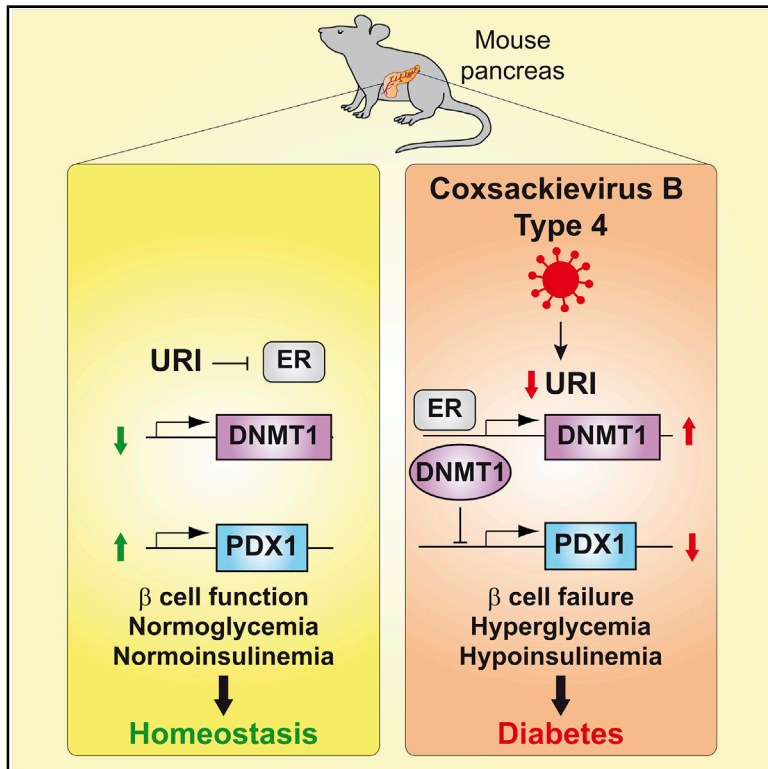 Mouse
pancreas
URI
ER
DNMT1
PDX1
β cell function
Normoglycemia
Normoinsulinemia
Homeostasis
Coxsackievirus B
Type 4
URI
ER
DNMT1
DNMT1
PDX1
β cell failure
Hyperglycemia
Hypoinsulinemia
Diabetes